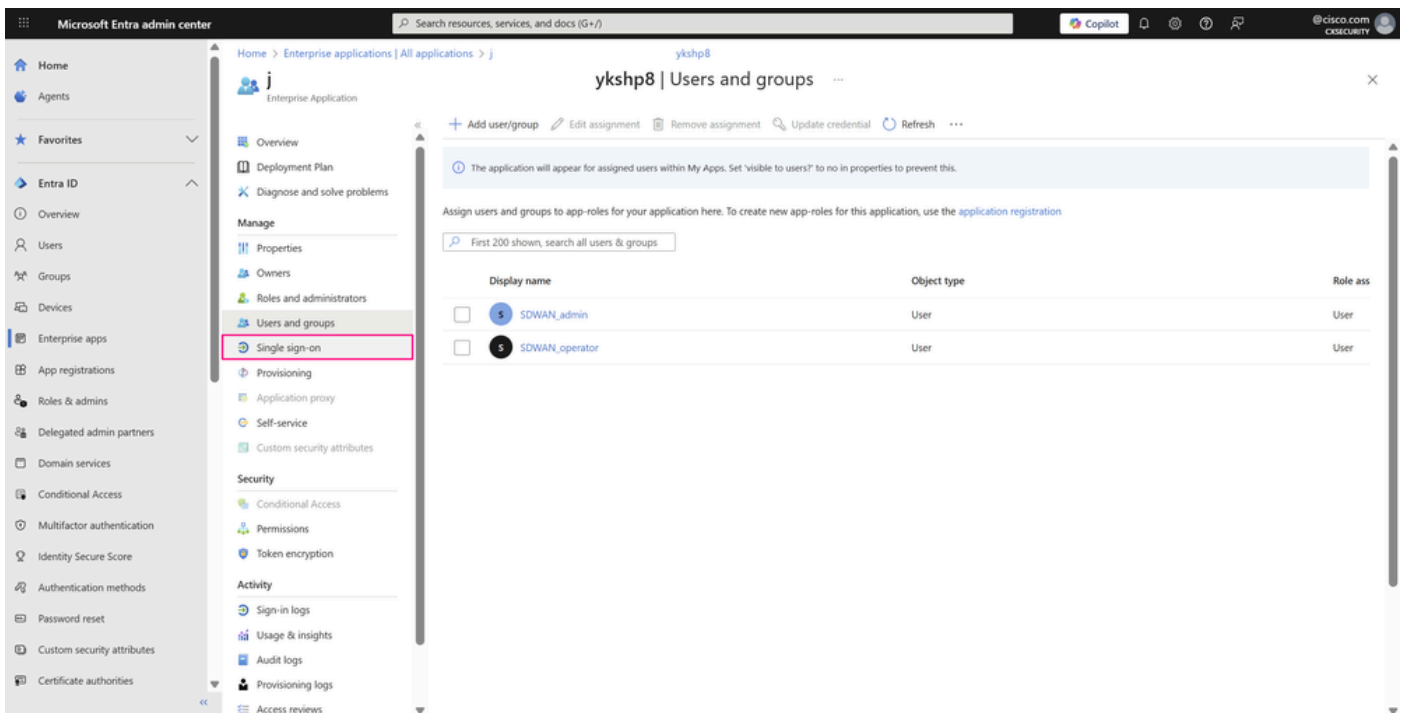 Microsoft Entra admin center
Search resources, services, and docs (G+/)
Copilot
@cisco.com
CXSECURITY
Home
Agents
Favorites
Entra ID
Overview
Users
Groups
Devices
Enterprise apps
App registrations
Roles & admins
Delegated admin partners
Domain services
Conditional Access
Multifactor authentication
Identity Secure Score
Authentication methods
Password reset
Custom security attributes
Certificate authorities
Home > Enterprise applications | All applications > j ykshp8
j ykshp8 | Users and groups
Enterprise Application
Overview
Deployment Plan
Diagnose and solve problems
Manage
Properties
Owners
Roles and administrators
Users and groups
Single sign-on
Provisioning
Application proxy
Self-service
Custom security attributes
Security
Conditional Access
Permissions
Token encryption
Activity
Sign-in logs
Usage & insights
Audit logs
Provisioning logs
Access reviews
Add user/group Edit assignment Remove assignment Update credential Refresh
The application will appear for assigned users within My Apps. Set 'visible to users?' to no in properties to prevent this.
Assign users and groups to app-roles for your application here. To create new app-roles for this application, use the application registration
First 200 shown, search all users & groups
Display name Object type Role ass
S SDWAN_admin User User
S SDWAN_operator User User